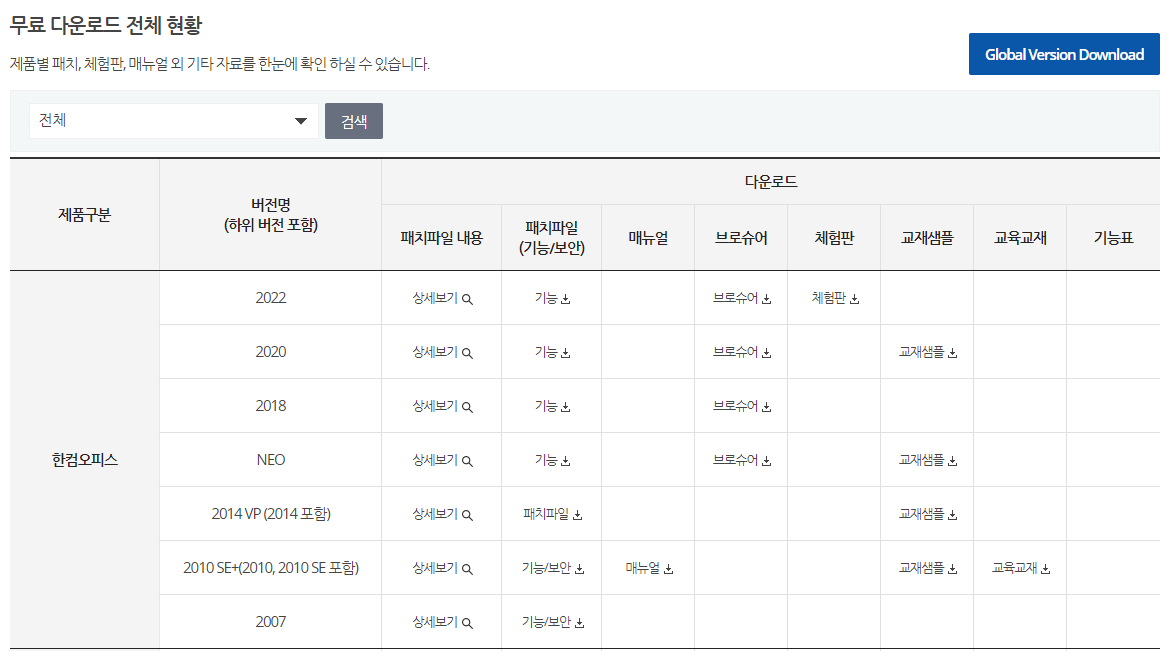 무료 다운로드 전체 현황
제품별 패치, 체험판, 매뉴얼 외 기타 자료를 한눈에 확인 하실 수 있습니다.
Global Version Download
전체 검색
제품구분 버전명 (하위 버전 포함) 다운로드
패치파일 내용 패치파일 (기능/보안) 매뉴얼 브로슈어 체험판 교재샘플 교육교재 기능표
한컴오피스
2022 상세보기 기능 브로슈어 체험판
2020 상세보기 기능 브로슈어 교재샘플
2018 상세보기 기능 브로슈어
NEO 상세보기 기능 브로슈어 교재샘플
2014 VP (2014 포함) 상세보기 패치파일 교재샘플
2010 SE+(2010, 2010 SE 포함) 상세보기 기능/보안 매뉴얼 교재샘플 교육교재
2007 상세보기 기능/보안